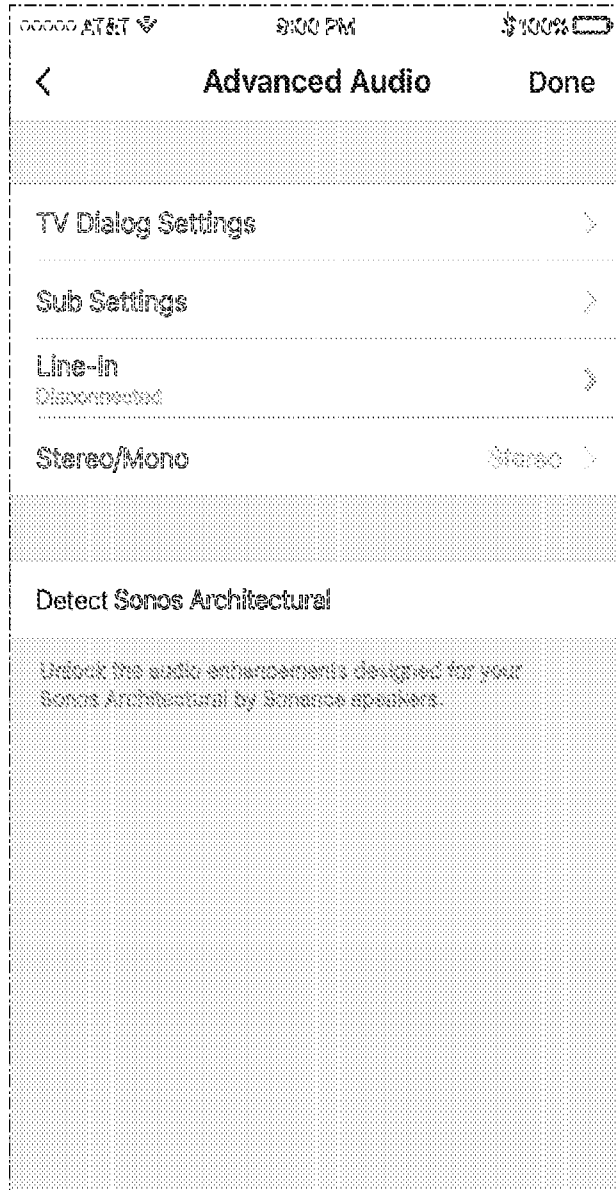 AT&T 9:00 PM 100%
Advanced Audio Done
TV Dialog Settings
Sub Settings
Line-In
Disconnected
Stereo/Mono Stereo
Detect Sonos Architectural
Unlock the audio enhancements designed for your
Sonos Architectural by Sonance speakers.